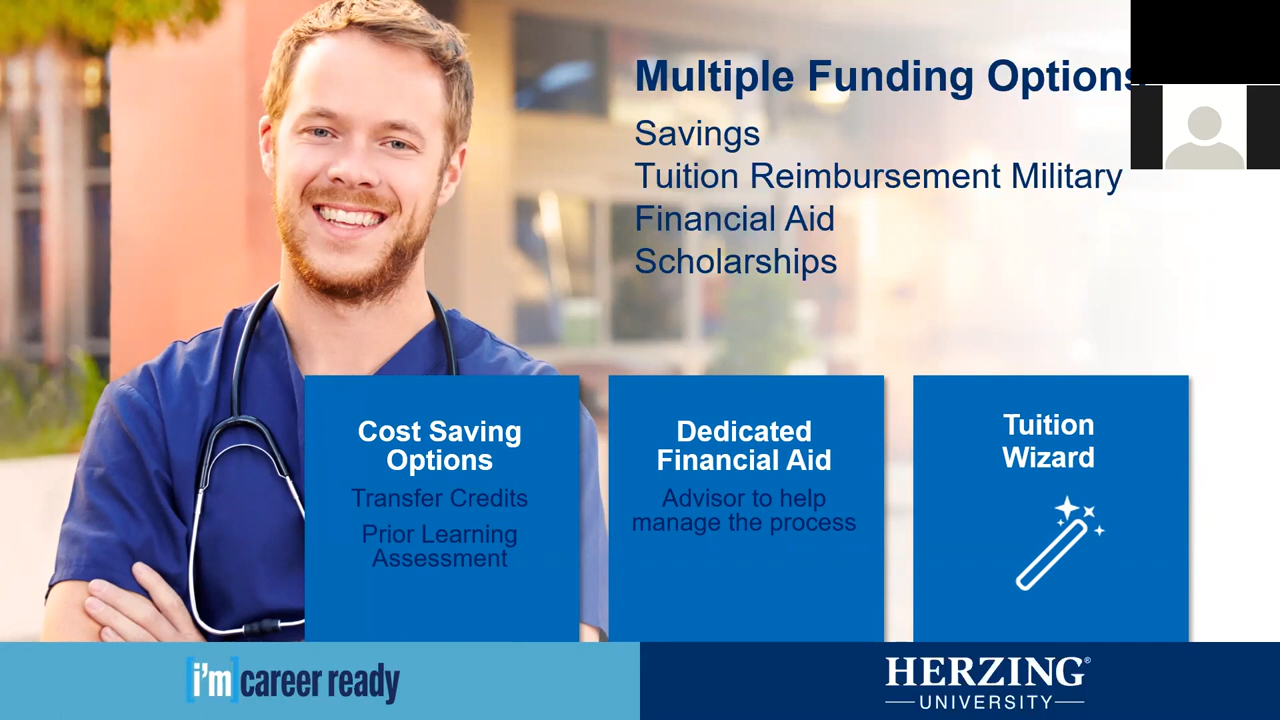 Multiple Funding Options
Savings
Tuition Reimbursement Military
Financial Aid
Scholarships
Cost Saving
Options
Transfer Credits
Prior Learning
Assessment
Dedicated
Financial Aid
Advisor to help
manage the process
Tuition
Wizard
[i'm] career ready
HERZING®
UNIVERSITY